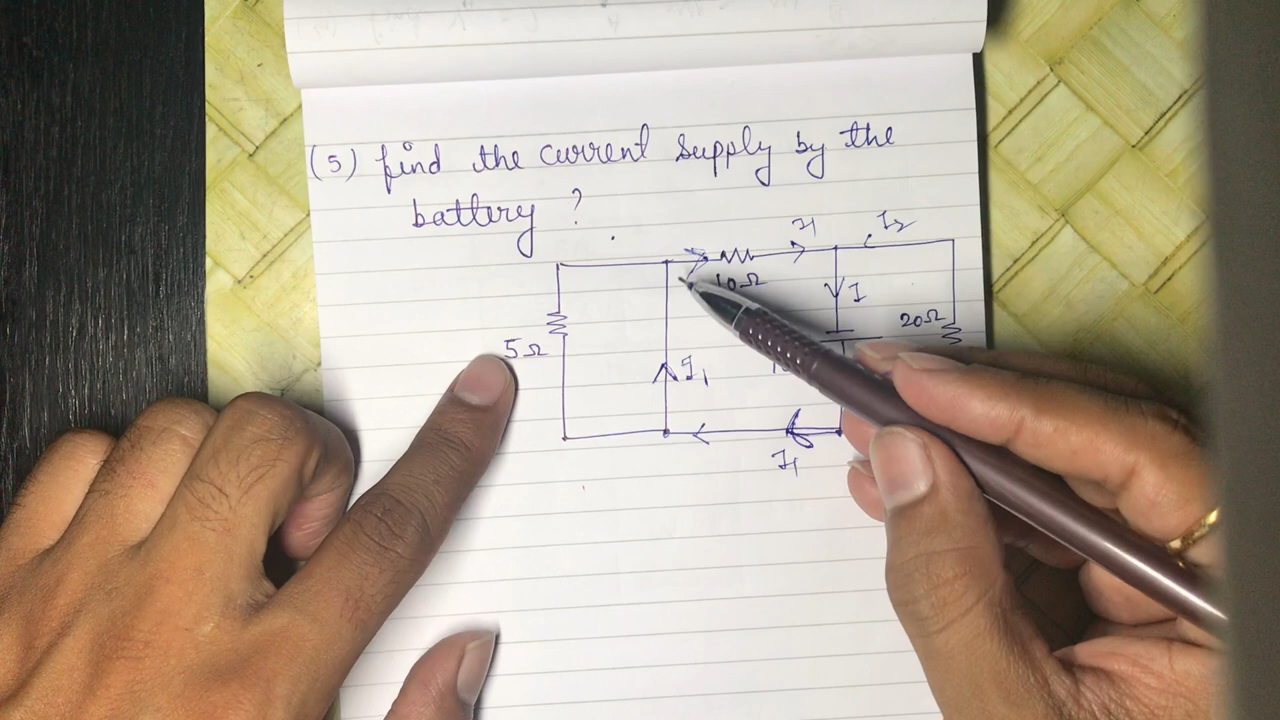 (5) find the current supply by the
battery ?
I1 I2
10Ω
I
20Ω
5Ω
I1
I1